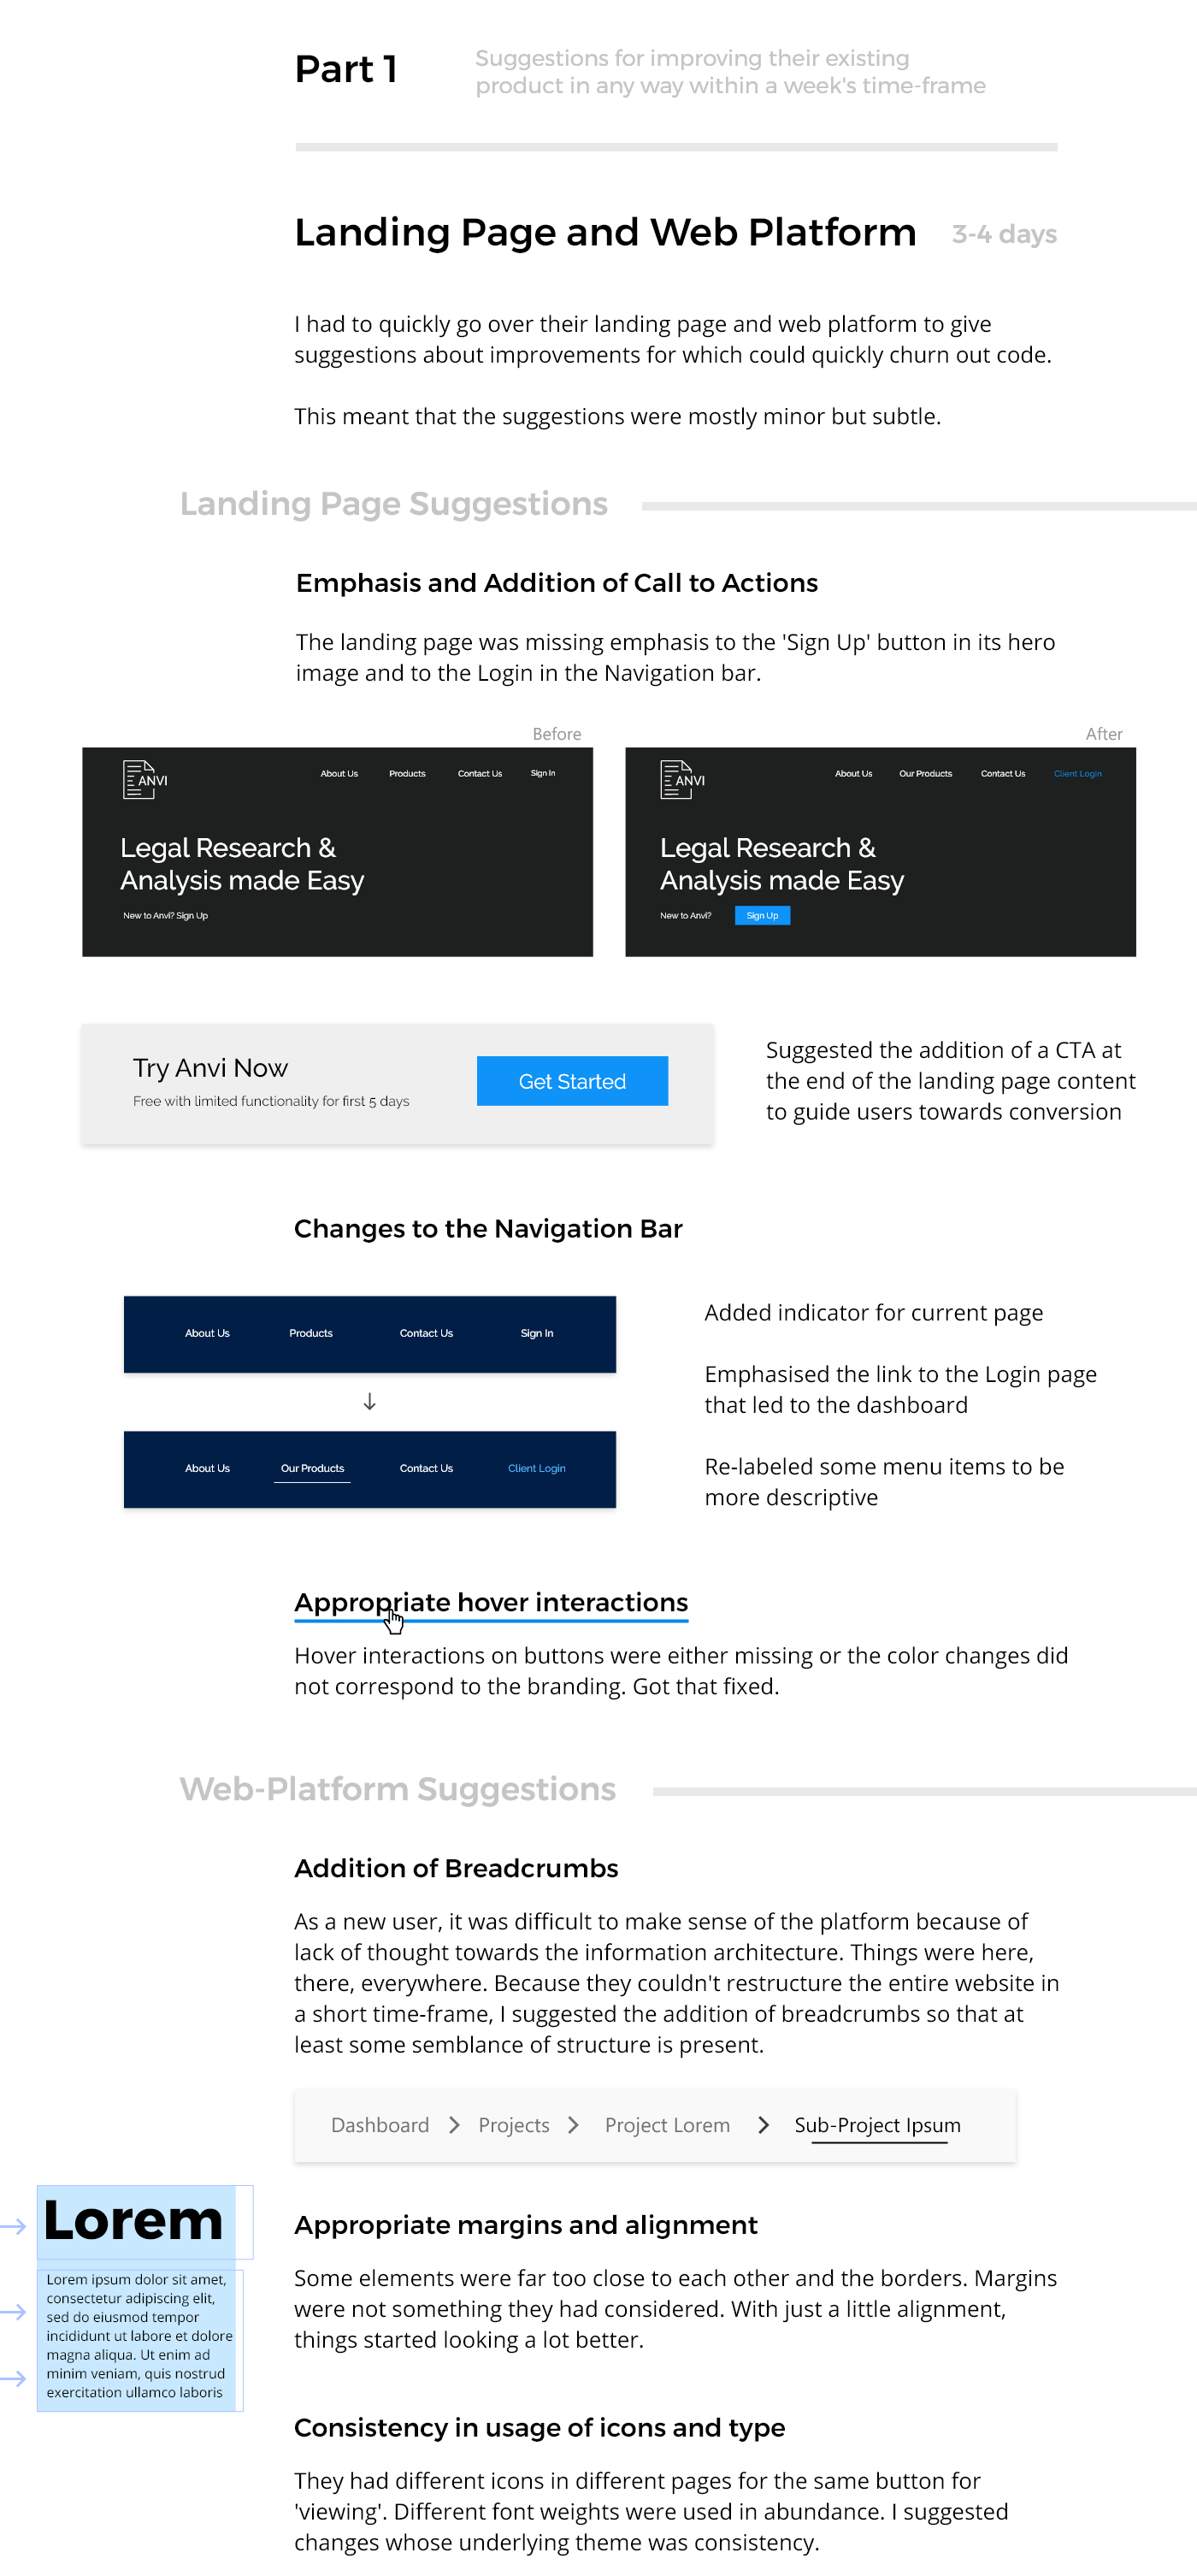 Part 1
Suggestions for improving their existing
product in any way within a week's time-frame
Landing Page and Web Platform
3-4 days
I had to quickly go over their landing page and web platform to give
suggestions about improvements for which could quickly churn out code.
This meant that the suggestions were mostly minor but subtle.
Landing Page Suggestions
Emphasis and Addition of Call to Actions
The landing page was missing emphasis to the 'Sign Up' button in its hero
image and to the Login in the Navigation bar.
Before
ANVI
About Us
Products
Contact Us
Sign In
Legal Research &
Analysis made Easy
New to Anvi? Sign Up
After
ANVI
About Us
Our Products
Contact Us
Client Login
Legal Research &
Analysis made Easy
New to Anvi?
Sign Up
Try Anvi Now
Free with limited functionality for first 5 days
Get Started
Suggested the addition of a CTA at
the end of the landing page content
to guide users towards conversion
Changes to the Navigation Bar
About Us
Products
Contact Us
Sign In
About Us
Our Products
Contact Us
Client Login
Added indicator for current page
Emphasised the link to the Login page
that led to the dashboard
Re-labeled some menu items to be
more descriptive
Appropriate hover interactions
Hover interactions on buttons were either missing or the color changes did
not correspond to the branding. Got that fixed.
Web-Platform Suggestions
Addition of Breadcrumbs
As a new user, it was difficult to make sense of the platform because of
lack of thought towards the information architecture. Things were here,
there, everywhere. Because they couldn't restructure the entire website in
a short time-frame, I suggested the addition of breadcrumbs so that at
least some semblance of structure is present.
Dashboard > Projects > Project Lorem > Sub-Project Ipsum
Lorem
Lorem ipsum dolor sit amet,
consectetur adipiscing elit,
sed do eiusmod tempor
incididunt ut labore et dolore
magna aliqua. Ut enim ad
minim veniam, quis nostrud
exercitation ullamco laboris
Appropriate margins and alignment
Some elements were far too close to each other and the borders. Margins
were not something they had considered. With just a little alignment,
things started looking a lot better.
Consistency in usage of icons and type
They had different icons in different pages for the same button for
'viewing'. Different font weights were used in abundance. I suggested
changes whose underlying theme was consistency.